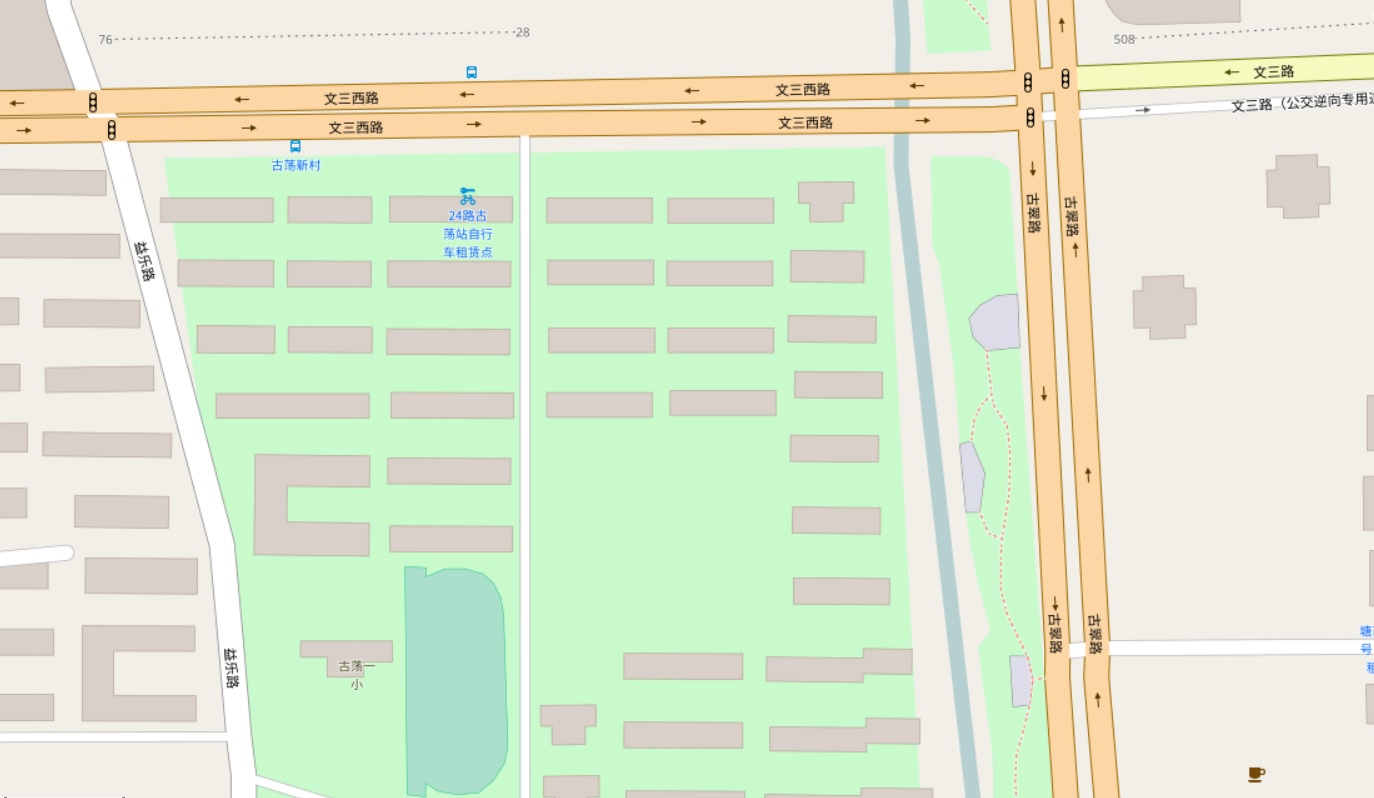 76
28
508
文三路
文三西路
文三西路
文三路（公交逆向专用道
文三西路
文三西路
古荡新村
24路古
荡站自行
车租赁点
古翠路
古翠路
益乐路
古翠路
古翠路
益乐路
古荡一
小
号